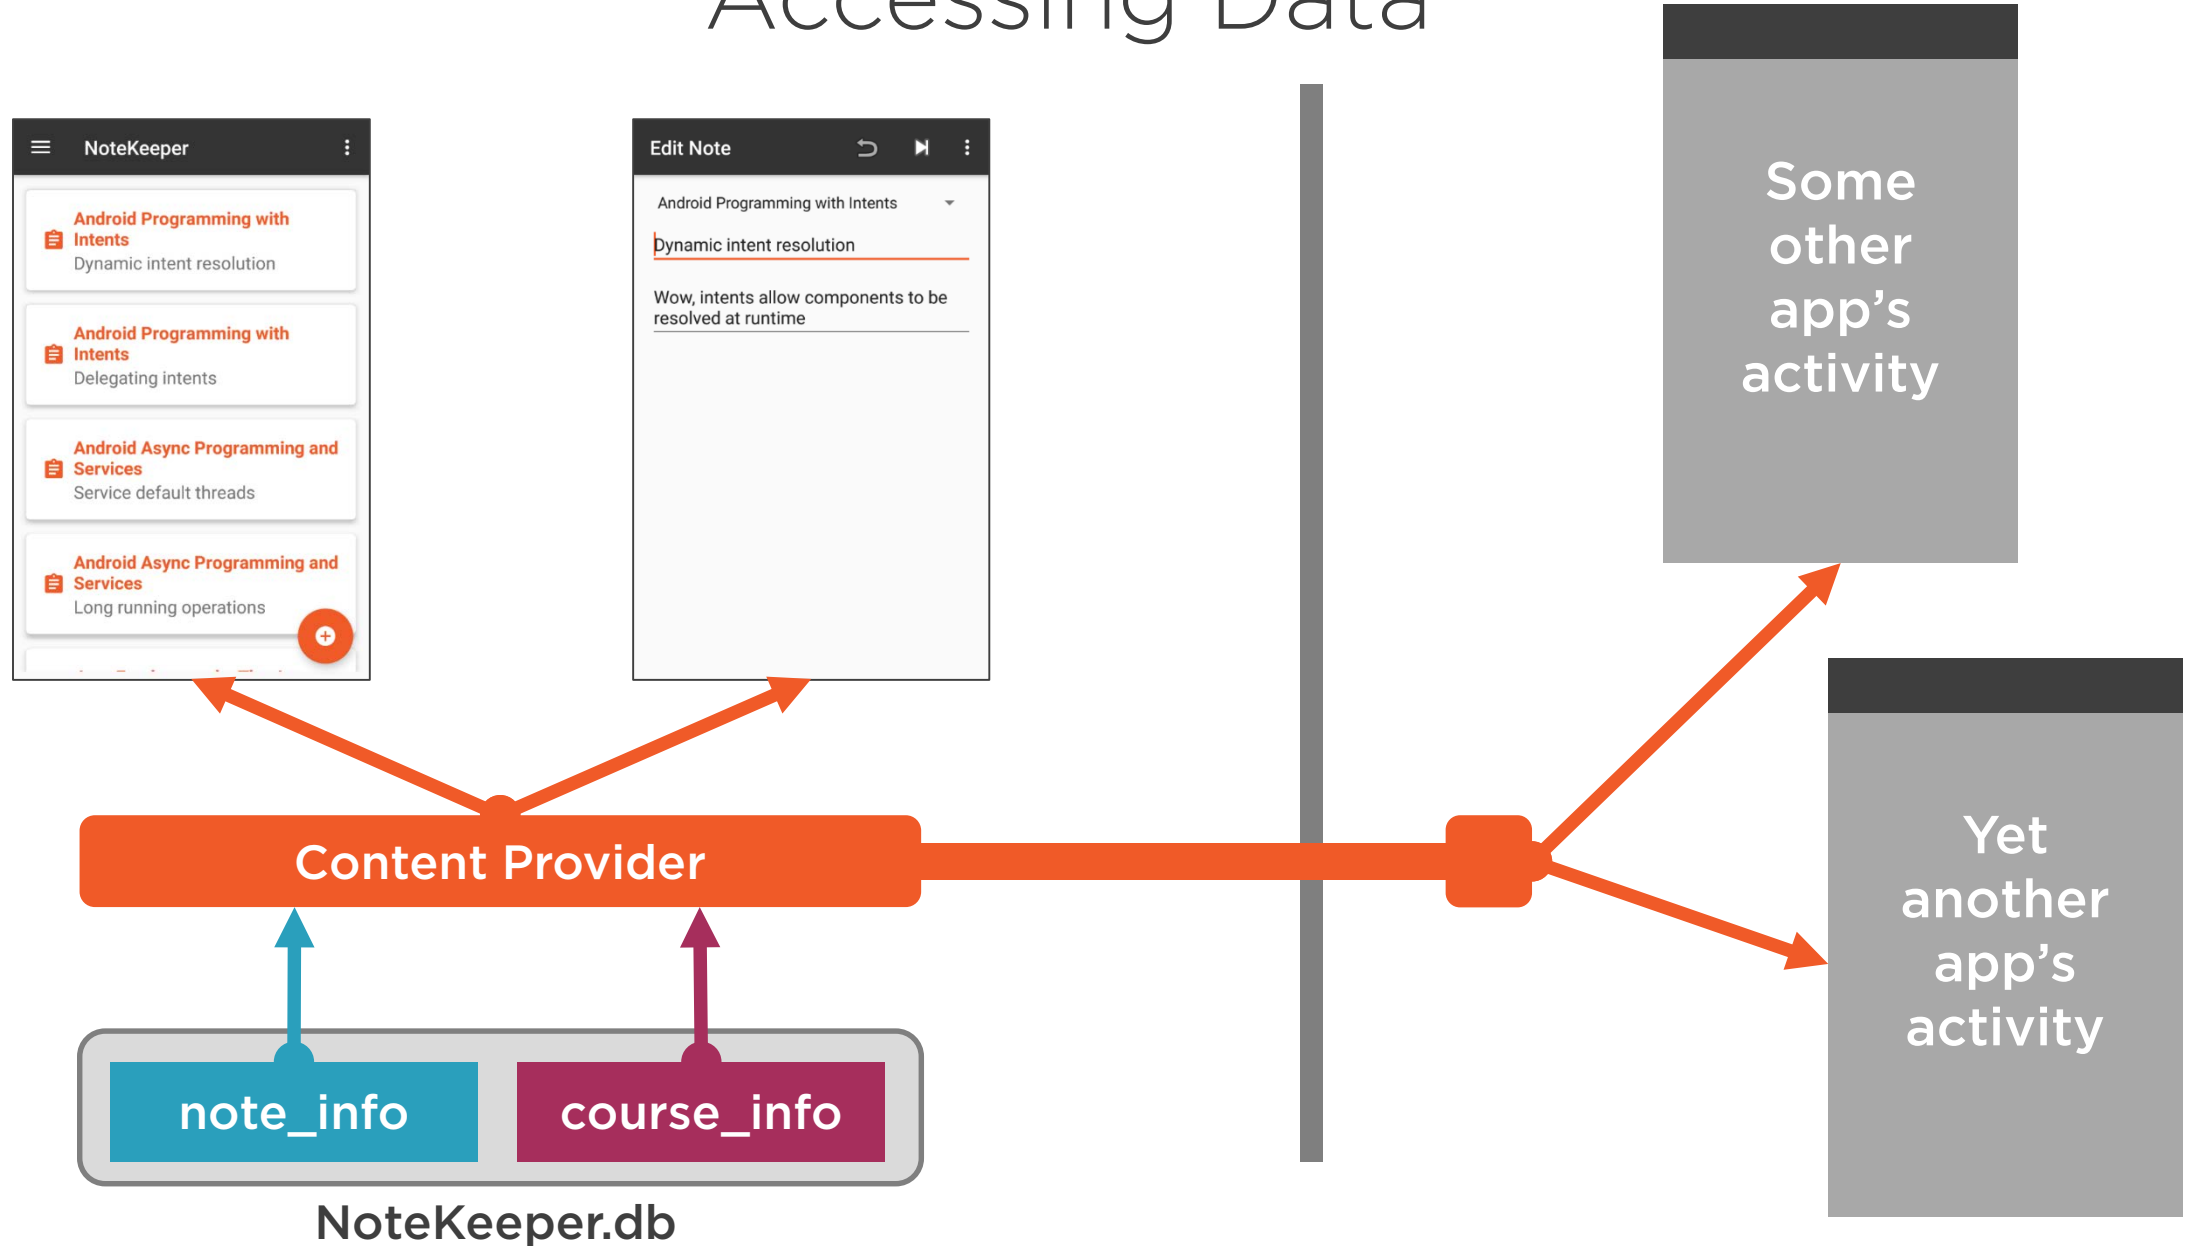 Accessing Data
NoteKeeper
Android Programming with
Intents
Dynamic intent resolution
Android Programming with
Intents
Delegating intents
Android Async Programming and
Services
Service default threads
Android Async Programming and
Services
Long running operations
Edit Note
Android Programming with Intents
Dynamic intent resolution
Wow, intents allow components to be
resolved at runtime
Some
other
app's
activity
Yet
another
app's
activity
Content Provider
note_info
course_info
NoteKeeper.db